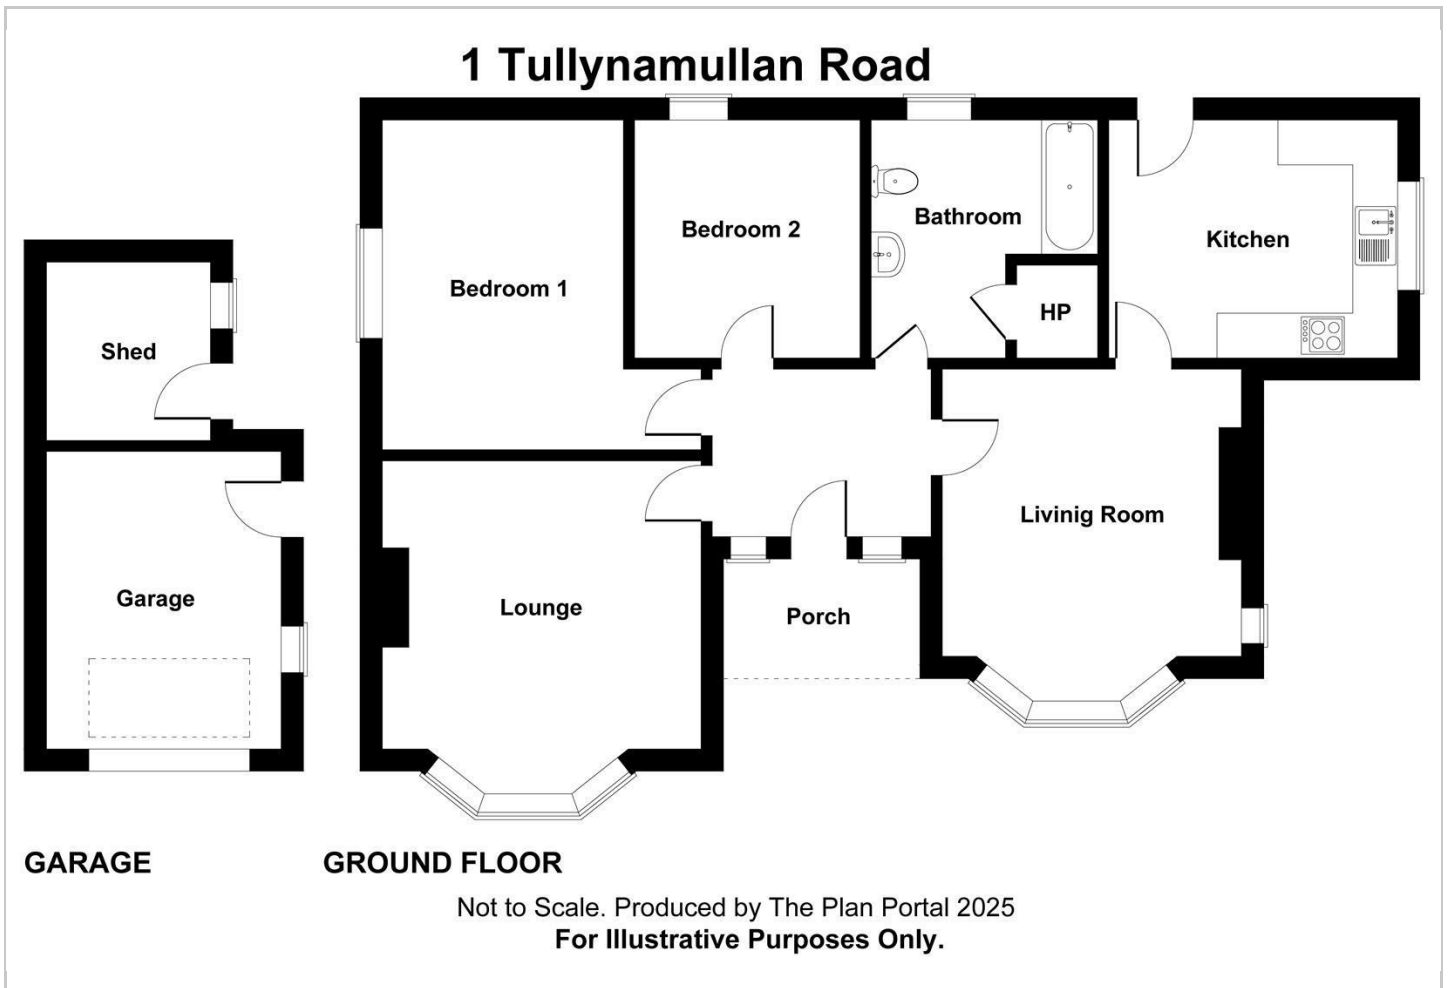 1 Tullynamullan Road
Bedroom 1
Bedroom 2
Bathroom
HP
Kitchen
Shed
Garage
Lounge
Porch
Livinig Room
GARAGE
GROUND FLOOR
Not to Scale. Produced by The Plan Portal 2025
For Illustrative Purposes Only.